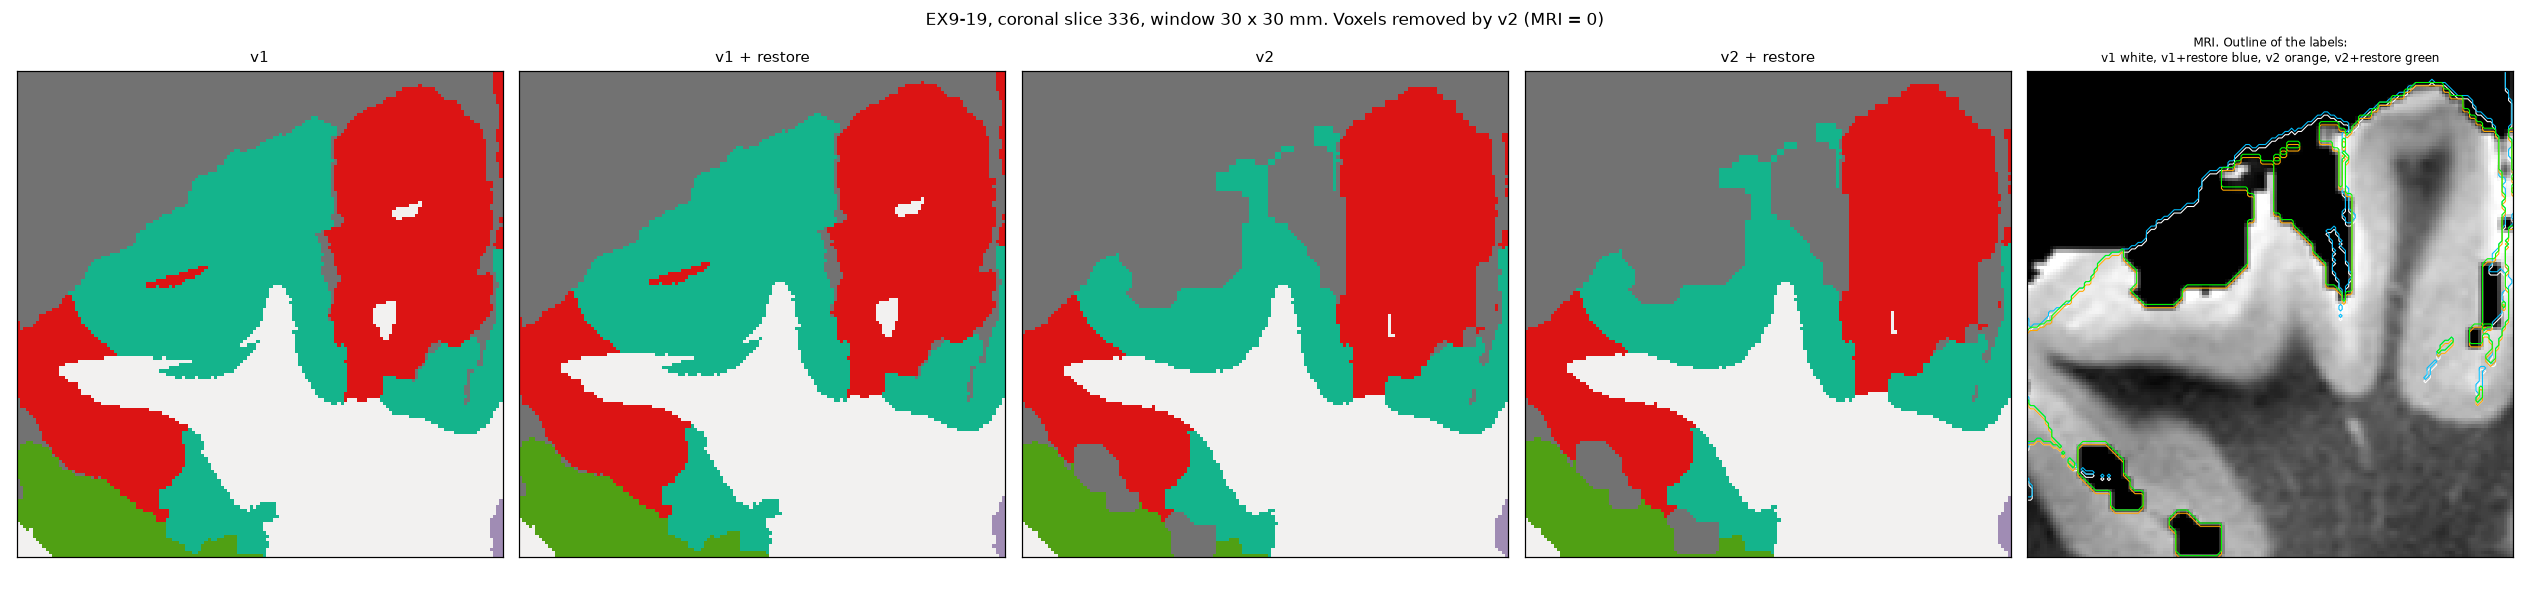 EX9-19, coronal slice 336, window 30 x 30 mm. Voxels removed by v2 (MRI = 0)
v1
v1 + restore
v2
v2 + restore
MRI. Outline of the labels:
v1 white, v1+restore blue, v2 orange, v2+restore green